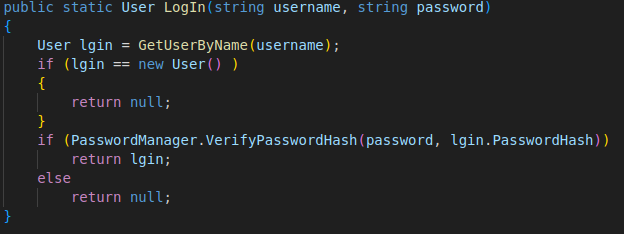 public static User LogIn(string username, string password)
{
    User lgin = GetUserByName(username);
    if (lgin == new User() )
    {
        return null;
    }
    if (PasswordManager.VerifyPasswordHash(password, lgin.PasswordHash))
        return lgin;
    else
        return null;
}